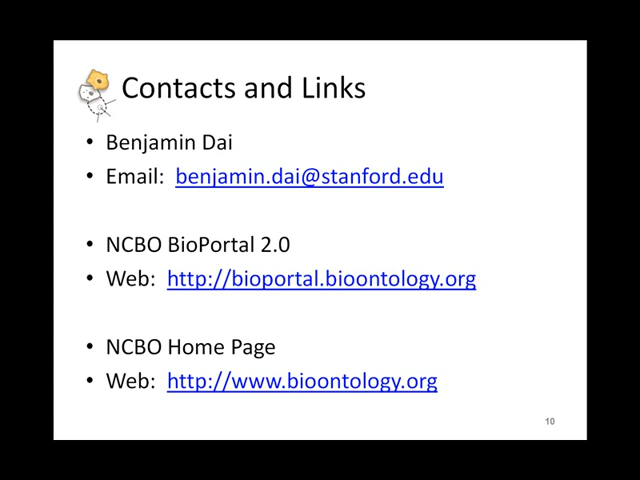 Contacts and Links
• Benjamin Dai
• Email: benjamin.dai@stanford.edu
• NCBO BioPortal 2.0
• Web: http://bioportal.bioontology.org
• NCBO Home Page
• Web: http://www.bioontology.org
10